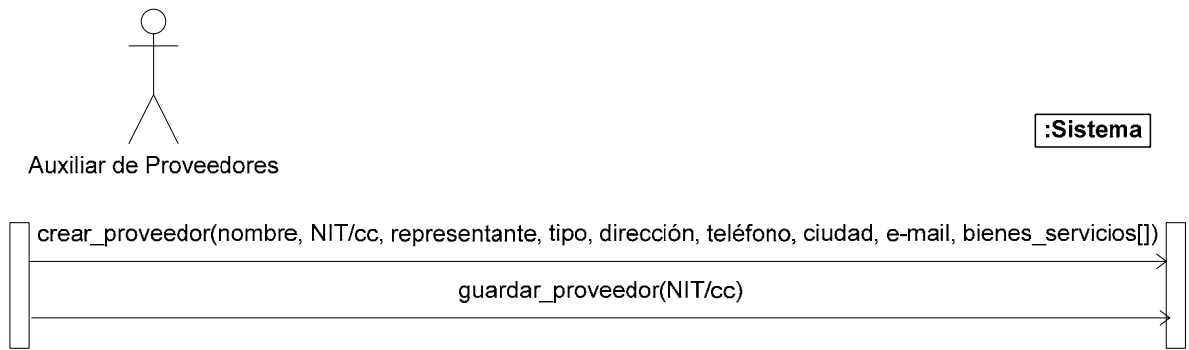 :Sistema
Auxiliar de Proveedores
crear_proveedor(nombre, NIT/cc, representante, tipo, dirección, teléfono, ciudad, e-mail, bienes_servicios[])
guardar_proveedor(NIT/cc)